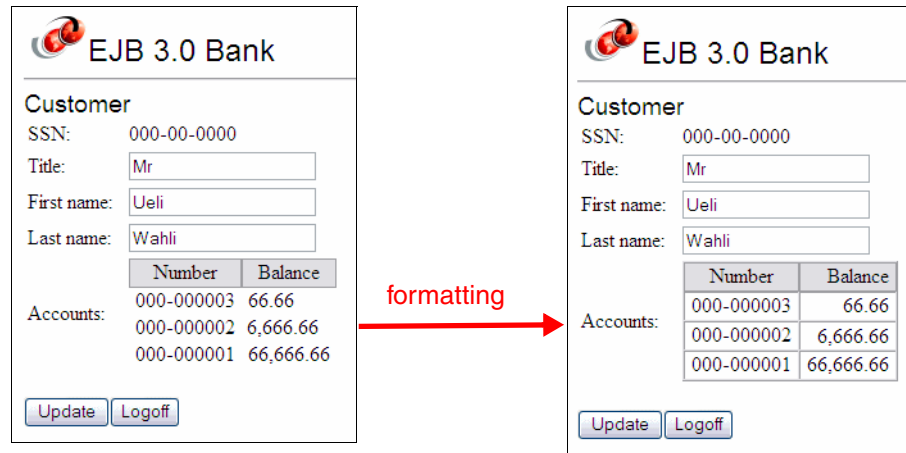 EJB 3.0 Bank
Customer
SSN: 000-00-0000
Title: Mr
First name: Ueli
Last name: Wahli
Number Balance
000-000003 66.66
Accounts:
000-000002 6,666.66
000-000001 66,666.66
Update Logoff
formatting
EJB 3.0 Bank
Customer
SSN: 000-00-0000
Title: Mr
First name: Ueli
Last name: Wahli
Number Balance
000-000003 66.66
Accounts:
000-000002 6,666.66
000-000001 66,666.66
Update Logoff